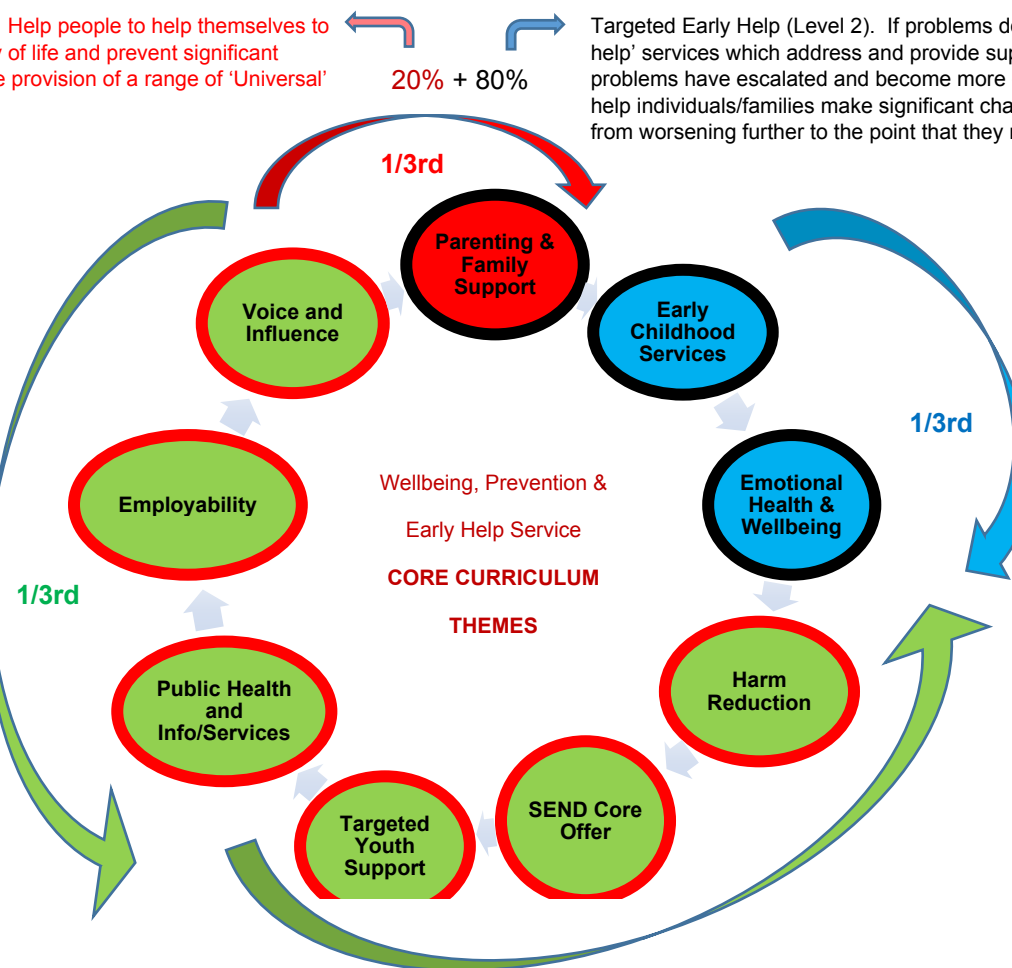 Help people to help themselves to
of life and prevent significant
provision of a range of ‘Universal’
20% + 80%
Targeted Early Help (Level 2). If problems
help’ services which address and provide
problems have escalated and become more
help individuals/families make significant
from worsening further to the point that they
1/3rd
Parenting &
Family
Support
Early
Childhood
Services
1/3rd
Emotional
Health &
Wellbeing
Harm
Reduction
SEND Core
Offer
Targeted
Youth
Support
Public Health
and
Info/Services
1/3rd
Employability
Voice and
Influence
Wellbeing, Prevention &
Early Help Service
CORE CURRICULUM
THEMES